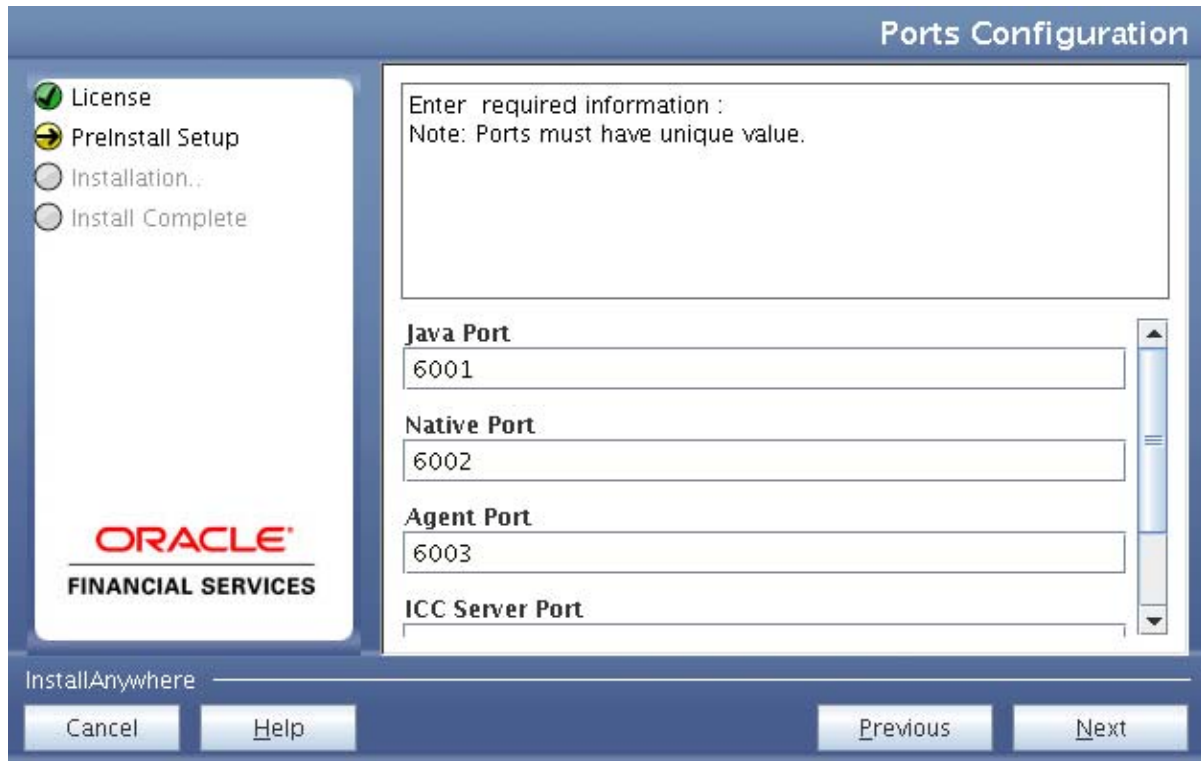 Ports Configuration
License
PreInstall Setup
Installation..
Install Complete
ORACLE
FINANCIAL SERVICES
Enter  required information :
Note: Ports must have unique value.
Java Port
6001
Native Port
6002
Agent Port
6003
ICC Server Port
InstallAnywhere
Cancel
Help
Previous
Next